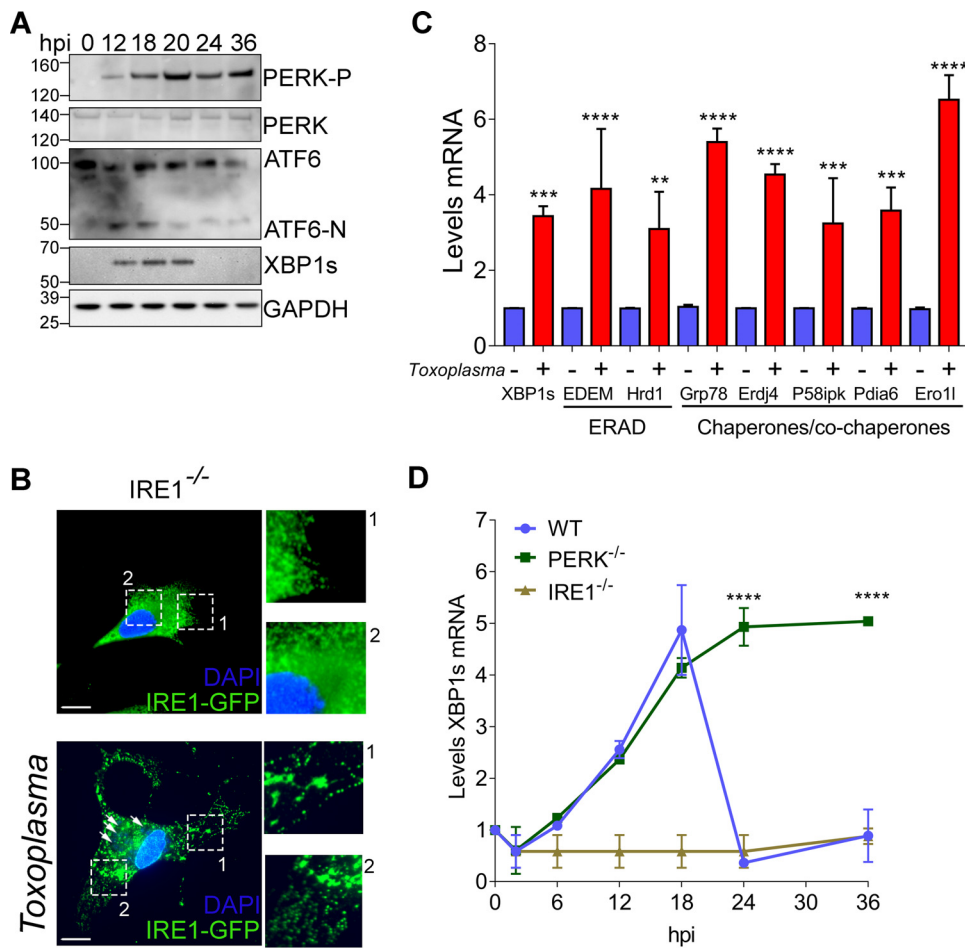 A
hpi 0 12 18 20 24 36
160
120
PERK-P
140
120
PERK
100
ATF6
50
ATF6-N
70
50
XBP1s
39
25
GAPDH
B
IRE1-/-
2
1
DAPI
IRE1-GFP
1
2
Toxoplasma
1
2
DAPI
IRE1-GFP
1
2
C
Levels mRNA
8
6
4
2
0
*** **** ** **** **** *** *** ****
Toxoplasma - + - + - + - + - + - + - + - +
XBP1s EDEM Hrd1 Grp78 Erdj4 P58ipk Pdia6 Ero1l
ERAD Chaperones/co-chaperones
D
Levels XBP1s mRNA
7
6
5
4
3
2
1
0
WT
PERK-/-
IRE1-/-
**** ****
0 6 12 18 24 30 36
hpi